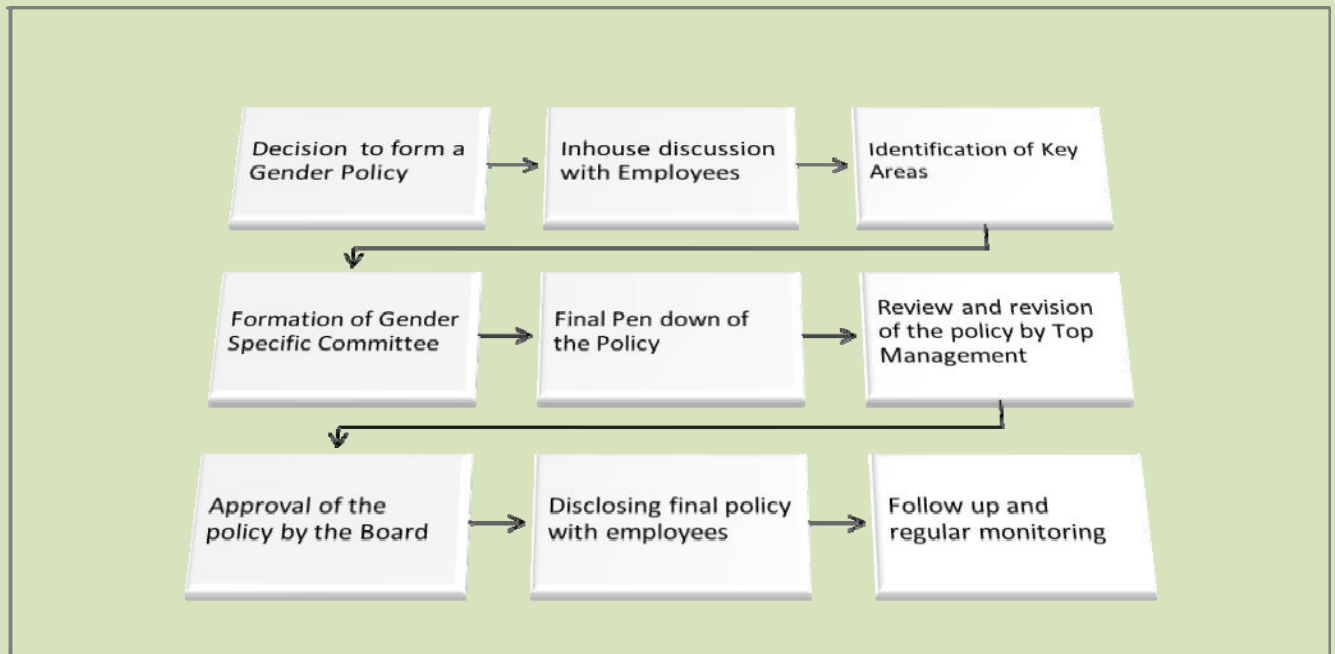 Decision to form a
Gender Policy
Inhouse discussion
with Employees
Identification of Key
Areas
Formation of Gender
Specific Committee
Final Pen down of
the Policy
Review and revision
of the policy by Top
Management
Approval of the
policy by the Board
Disclosing final policy
with employees
Follow up and
regular monitoring